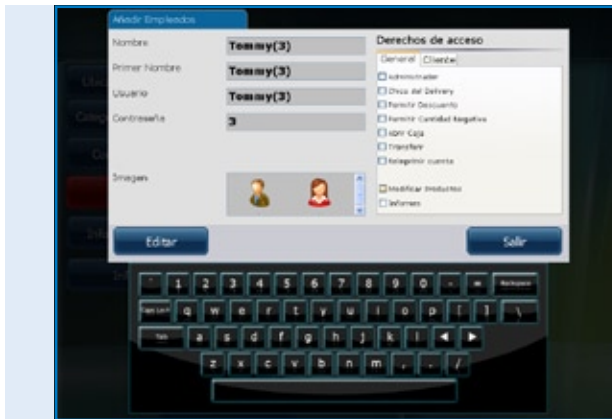 Añadir Empleados
Nombre Tommy(3)
Primer Nombre Tommy(3)
Usuario Tommy(3)
Contraseña 3
Imagen
Derechos de acceso
General Cliente
Administrador
Chico del Delivery
Permitir Descuento
Permitir Cantidad Negativa
Abrir Caja
Transferir
Reimprimir cuenta
Modificar Productos
Informes
Editar Salir
` 1 2 3 4 5 6 7 8 9 0 - = Backspace
Caps Lock q w e r t y u i o p [ ] \
Tab a s d f g h j k l ◀ ▶
z x c v b n m , . /